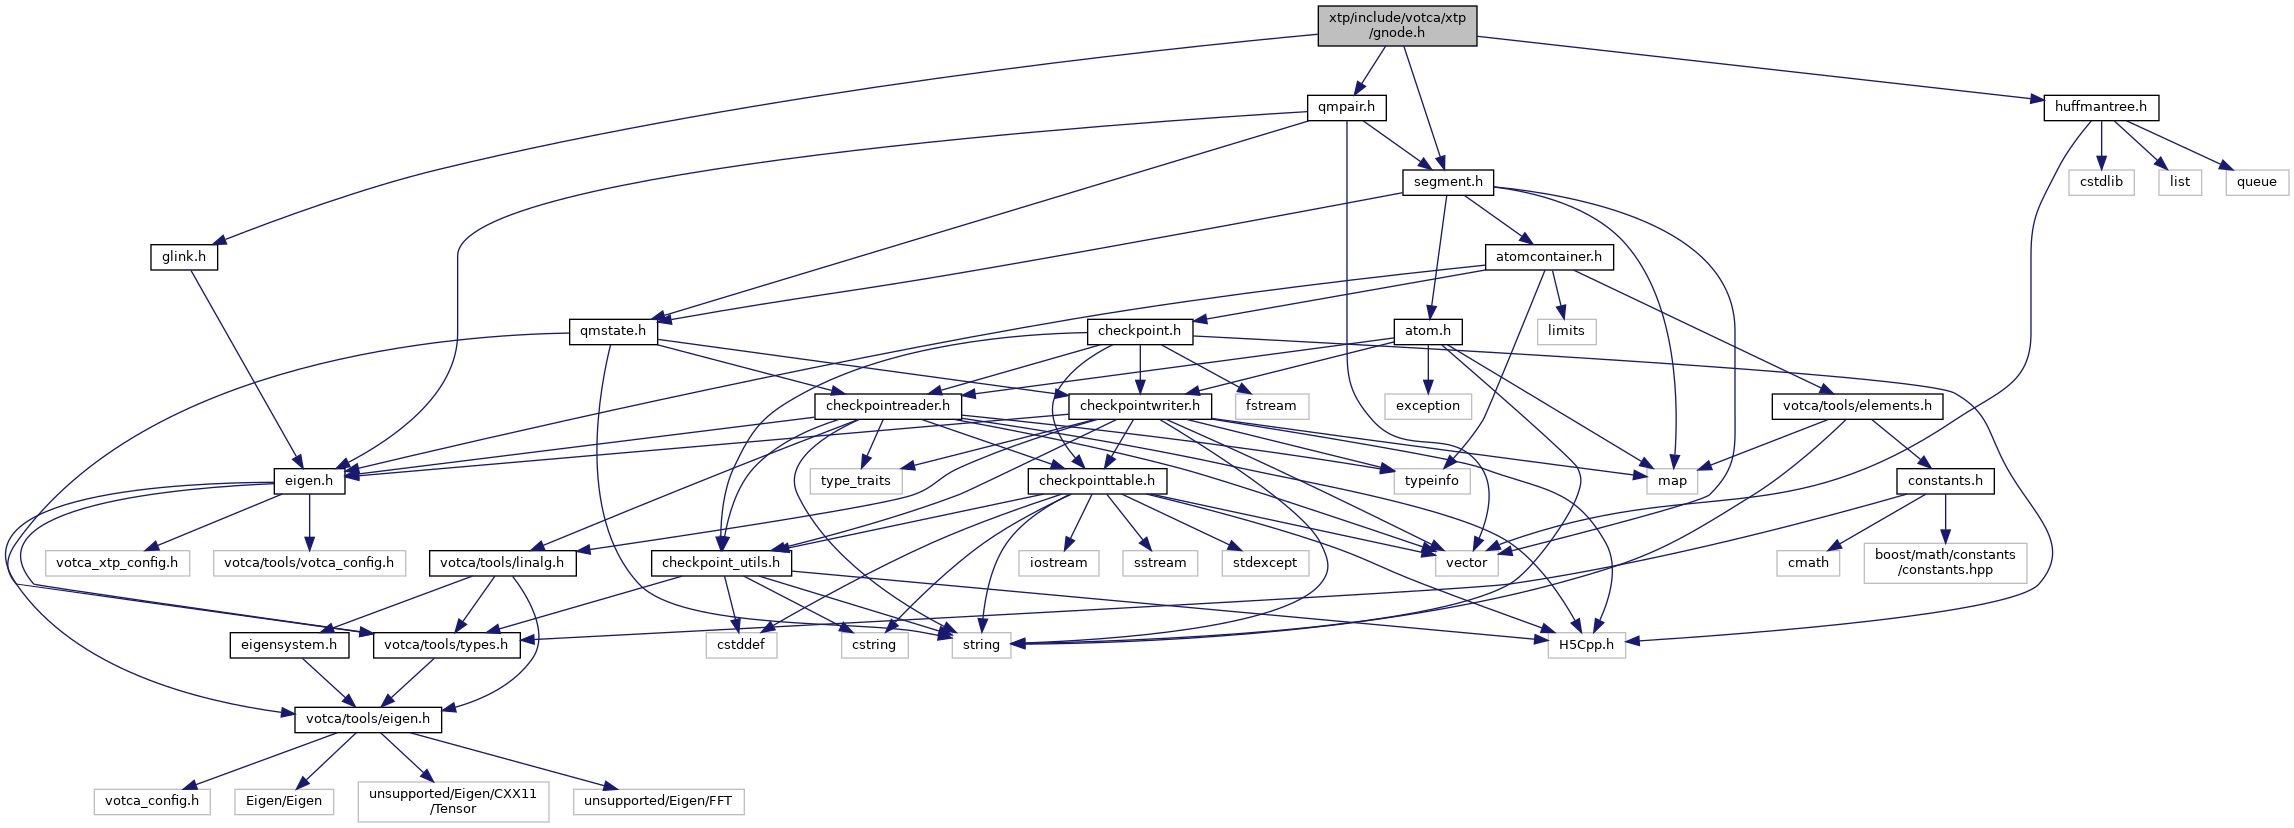 xtp/include/votca/xtp
/gnode.h
qmpair.h
huffmantree.h
segment.h
cstdlib
list
queue
glink.h
atomcontainer.h
qmstate.h
checkpoint.h
atom.h
limits
checkpointreader.h
checkpointwriter.h
fstream
exception
votca/tools/elements.h
eigen.h
type_traits
checkpointtable.h
typeinfo
map
constants.h
votca_xtp_config.h
votca/tools/votca_config.h
votca/tools/linalg.h
checkpoint_utils.h
iostream
sstream
stdexcept
vector
cmath
boost/math/constants
/constants.hpp
eigensystem.h
votca/tools/types.h
cstddef
cstring
string
H5Cpp.h
votca/tools/eigen.h
votca_config.h
Eigen/Eigen
unsupported/Eigen/CXX11
/Tensor
unsupported/Eigen/FFT